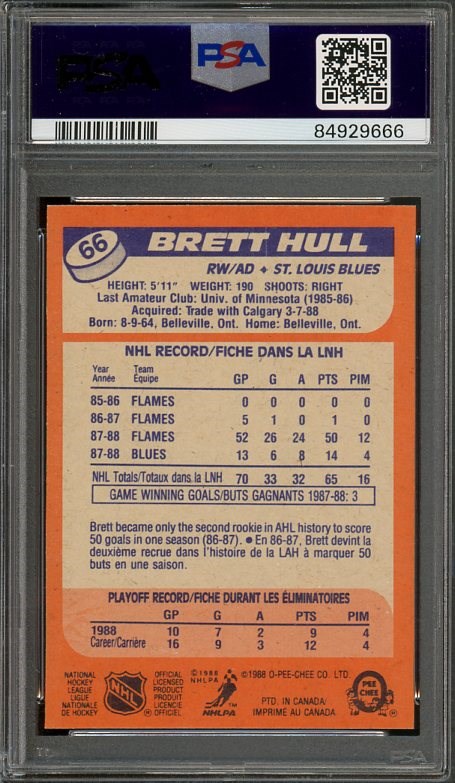 PSA
PSA
84929666
66
BRETT HULL
RW/AD ♦ ST. LOUIS BLUES
HEIGHT: 5'11" WEIGHT: 190 SHOOTS: RIGHT
Last Amateur Club: Univ. of Minnesota (1985-86)
Acquired: Trade with Calgary 3-7-88
Born: 8-9-64, Belleville, Ont. Home: Belleville, Ont.
NHL RECORD/FICHE DANS LA LNH
Year Team
Année Équipe GP G A PTS PIM
85-86 FLAMES 0 0 0 0 0
86-87 FLAMES 5 1 0 1 0
87-88 FLAMES 52 26 24 50 12
87-88 BLUES 13 6 8 14 4
NHL Totals/Totaux dans la LNH 70 33 32 65 16
GAME WINNING GOALS/BUTS GAGNANTS 1987-88: 3
Brett became only the second rookie in AHL history to score
50 goals in one season (86-87). ● En 86-87, Brett devint la
deuxième recrue dans l'histoire de la LAH à marquer 50
buts en une saison.
PLAYOFF RECORD/FICHE DURANT LES ÉLIMINATOIRES
GP G A PTS PIM
1988 10 7 2 9 4
Career/Carrière 16 9 3 12 4
NATIONAL
HOCKEY
LEAGUE
LIGUE
NATIONALE
DE HOCKEY
NHL
OFFICIAL
LICENSED
PRODUCT
PRODUIT
LICENCIE
OFFICIEL
© 1988
NHLPA
NHLPA
©1988 O-PEE-CHEE CO. LTD.
PTD. IN CANADA/
IMPRIMÉ AU CANADA.
O
PEE
CHEE